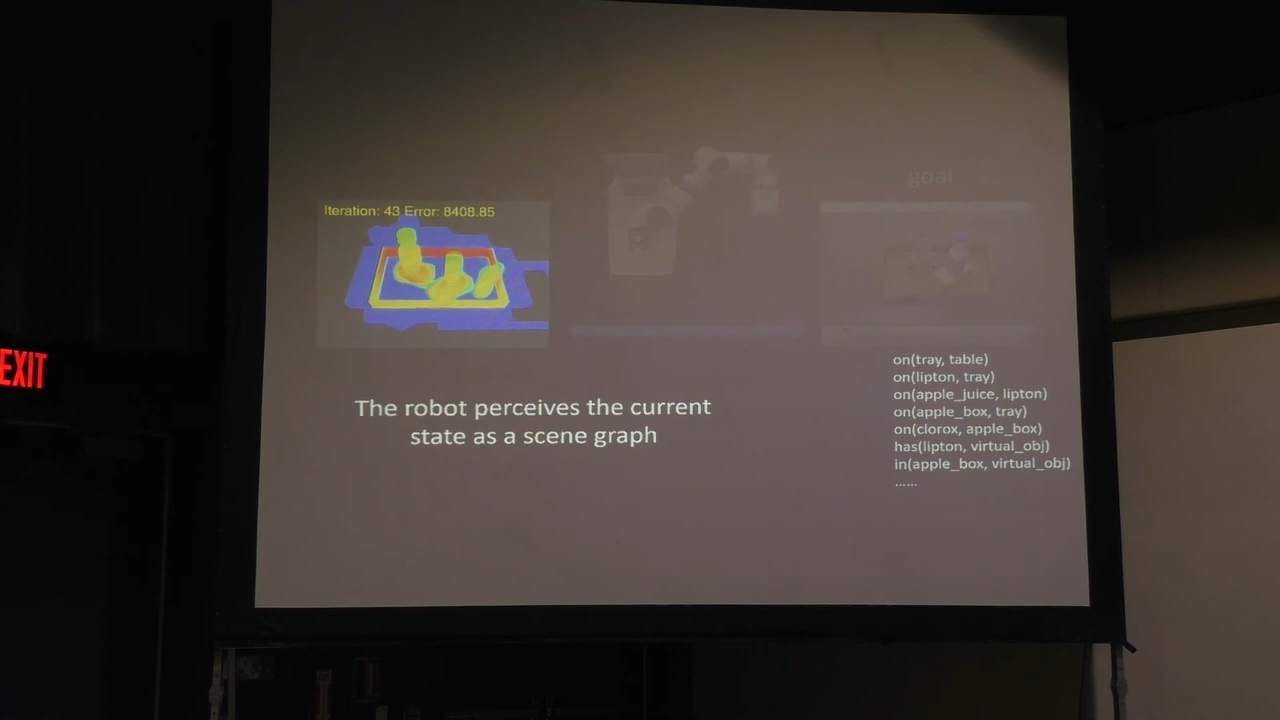 goal
Iteration: 43 Error: 8408.85
EXIT
on(tray, table)
on(lipton, tray)
on(apple_juice, lipton)
on(apple_box, tray)
on(clorox, apple_box)
has(lipton, virtual_obj)
in(apple_box, virtual_obj)
......
The robot perceives the current
state as a scene graph